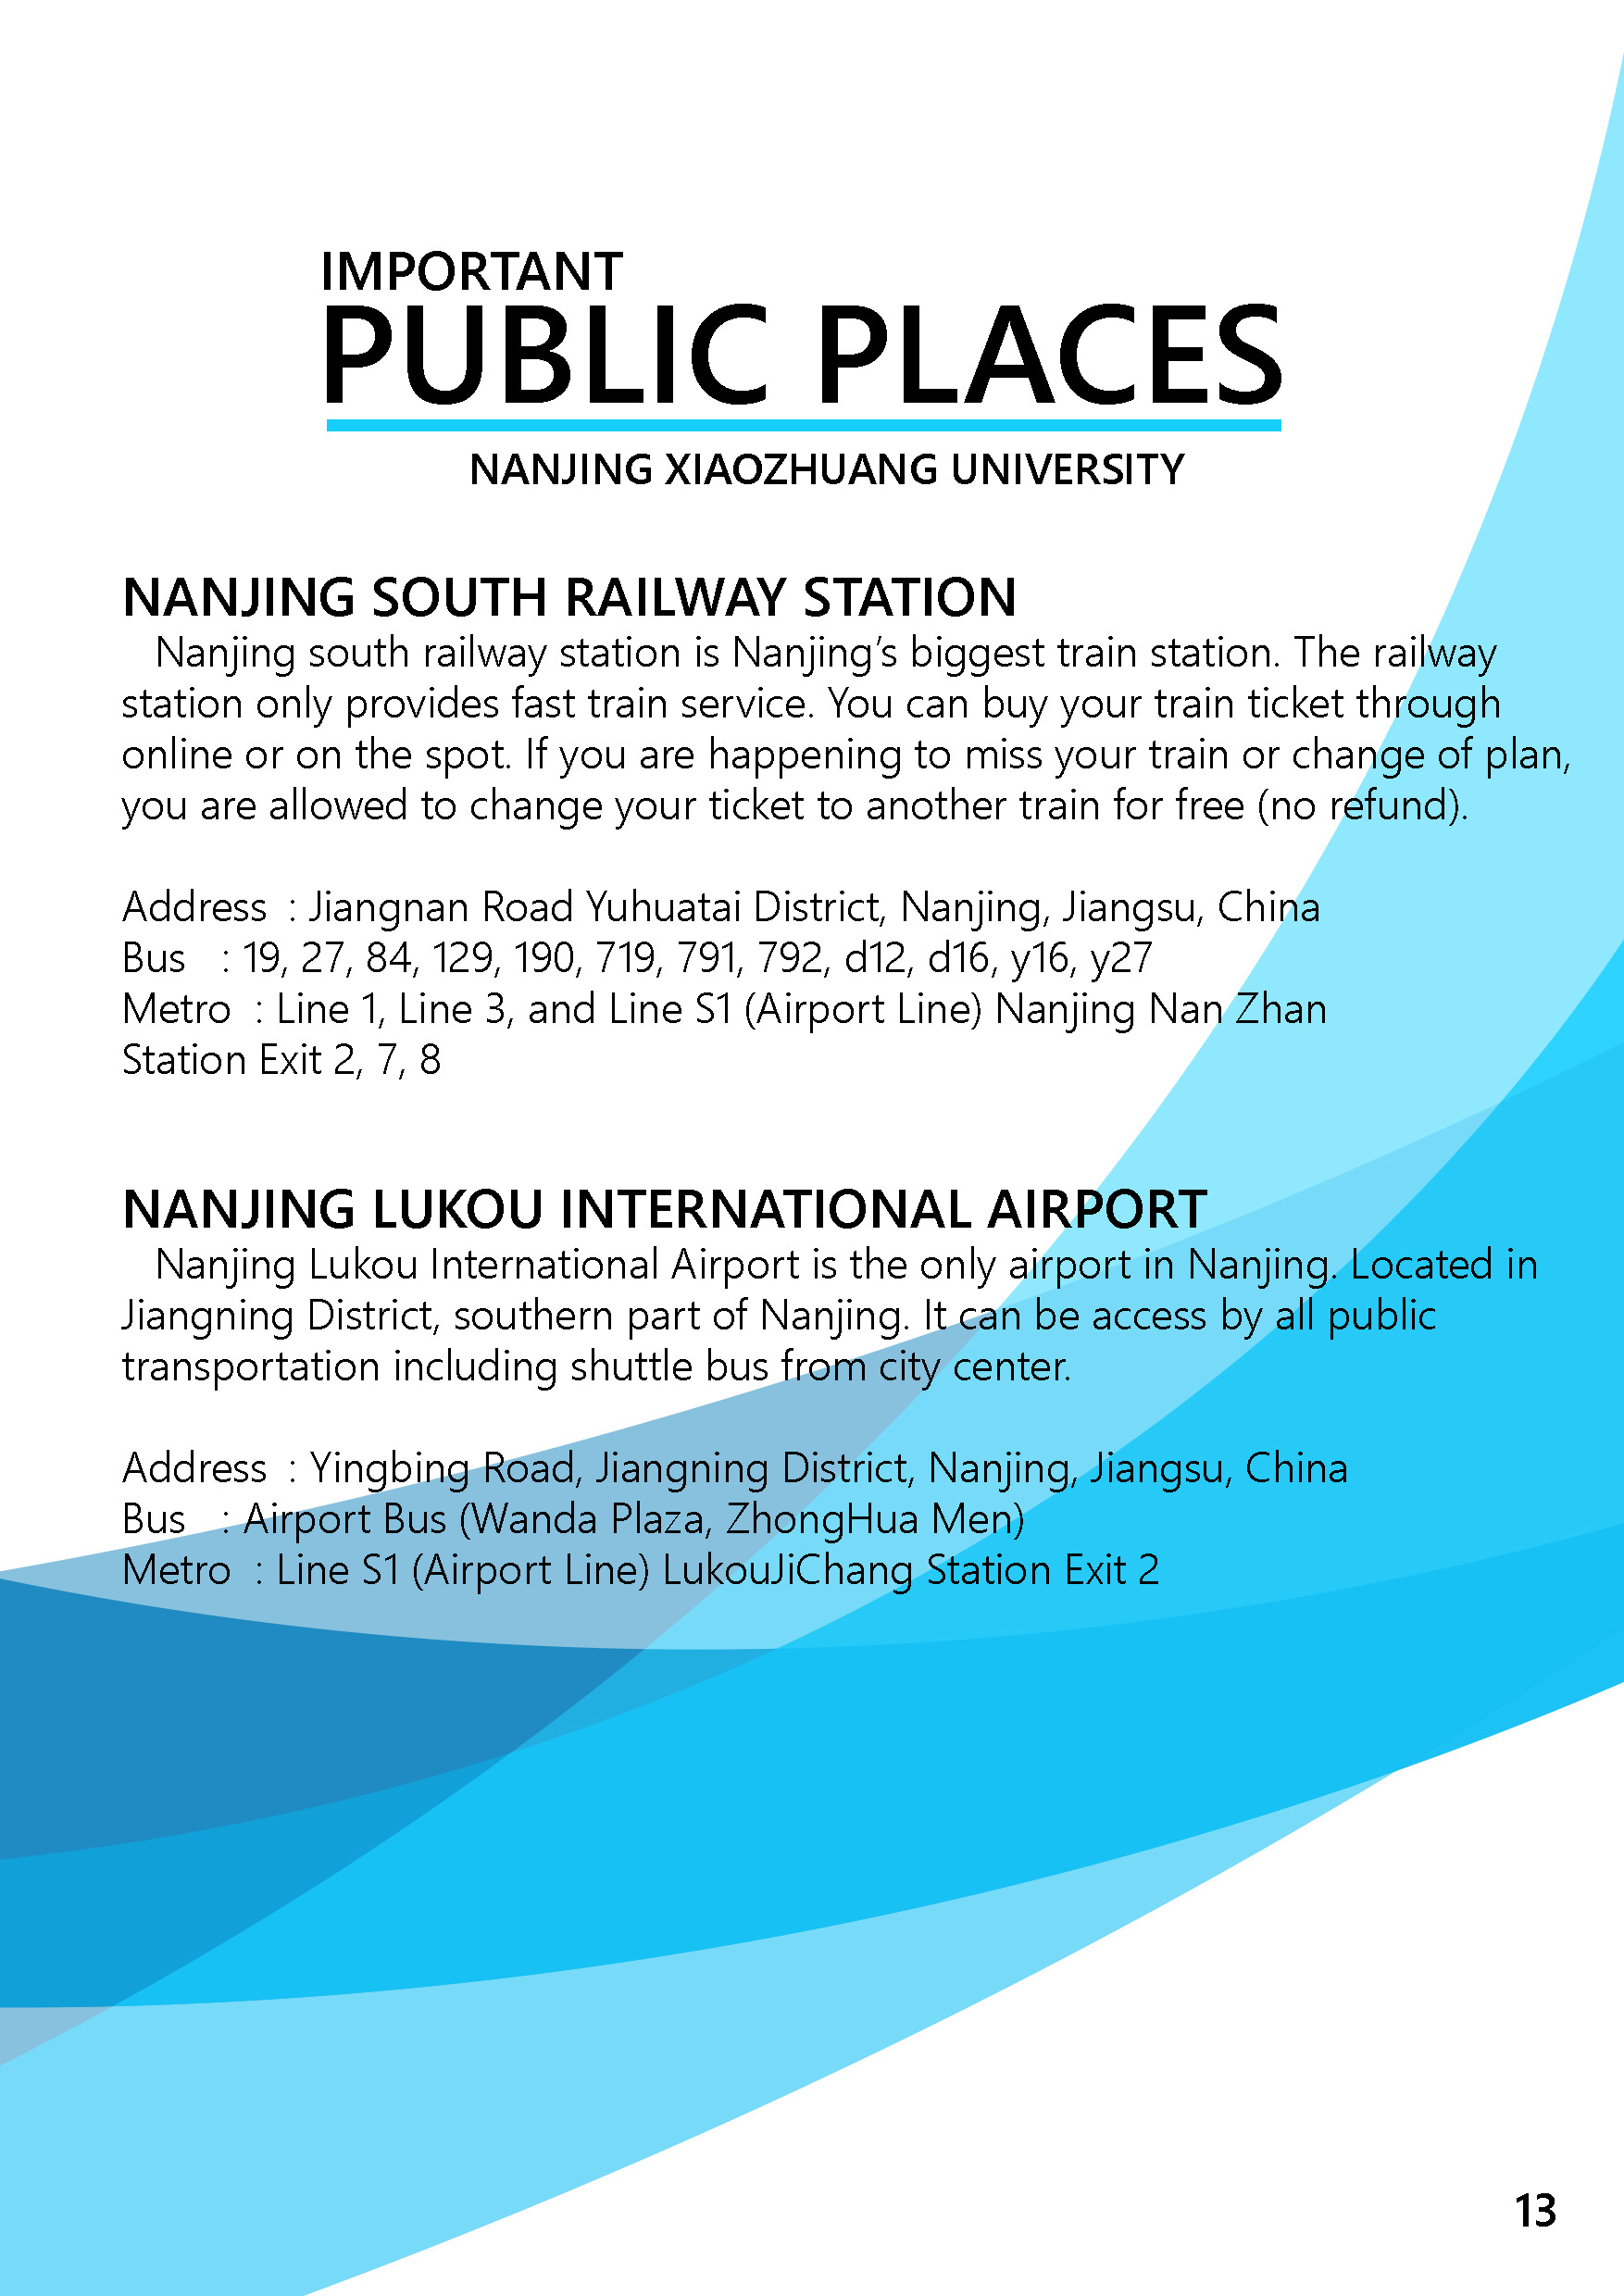 IMPORTANT
PUBLIC PLACES
NANJING XIAOZHUANG UNIVERSITY
NANJING SOUTH RAILWAY STATION
Nanjing south railway station is Nanjing’s biggest train station. The railway
station only provides fast train service. You can buy your train ticket through
online or on the spot. If you are happening to miss your train or change of plan,
you are allowed to change your ticket to another train for free (no refund).
Address : Jiangnan Road Yuhuatai District, Nanjing, Jiangsu, China
Bus : 19, 27, 84, 129, 190, 719, 791, 792, d12, d16, y16, y27
Metro : Line 1, Line 3, and Line S1 (Airport Line) Nanjing Nan Zhan
Station Exit 2, 7, 8
NANJING LUKOU INTERNATIONAL AIRPORT
Nanjing Lukou International Airport is the only airport in Nanjing. Located in
Jiangning District, southern part of Nanjing. It can be access by all public
transportation including shuttle bus from city center.
Address : Yingbing Road, Jiangning District, Nanjing, Jiangsu, China
Bus : Airport Bus (Wanda Plaza, ZhongHua Men)
Metro : Line S1 (Airport Line) LukouJiChang Station Exit 2
13